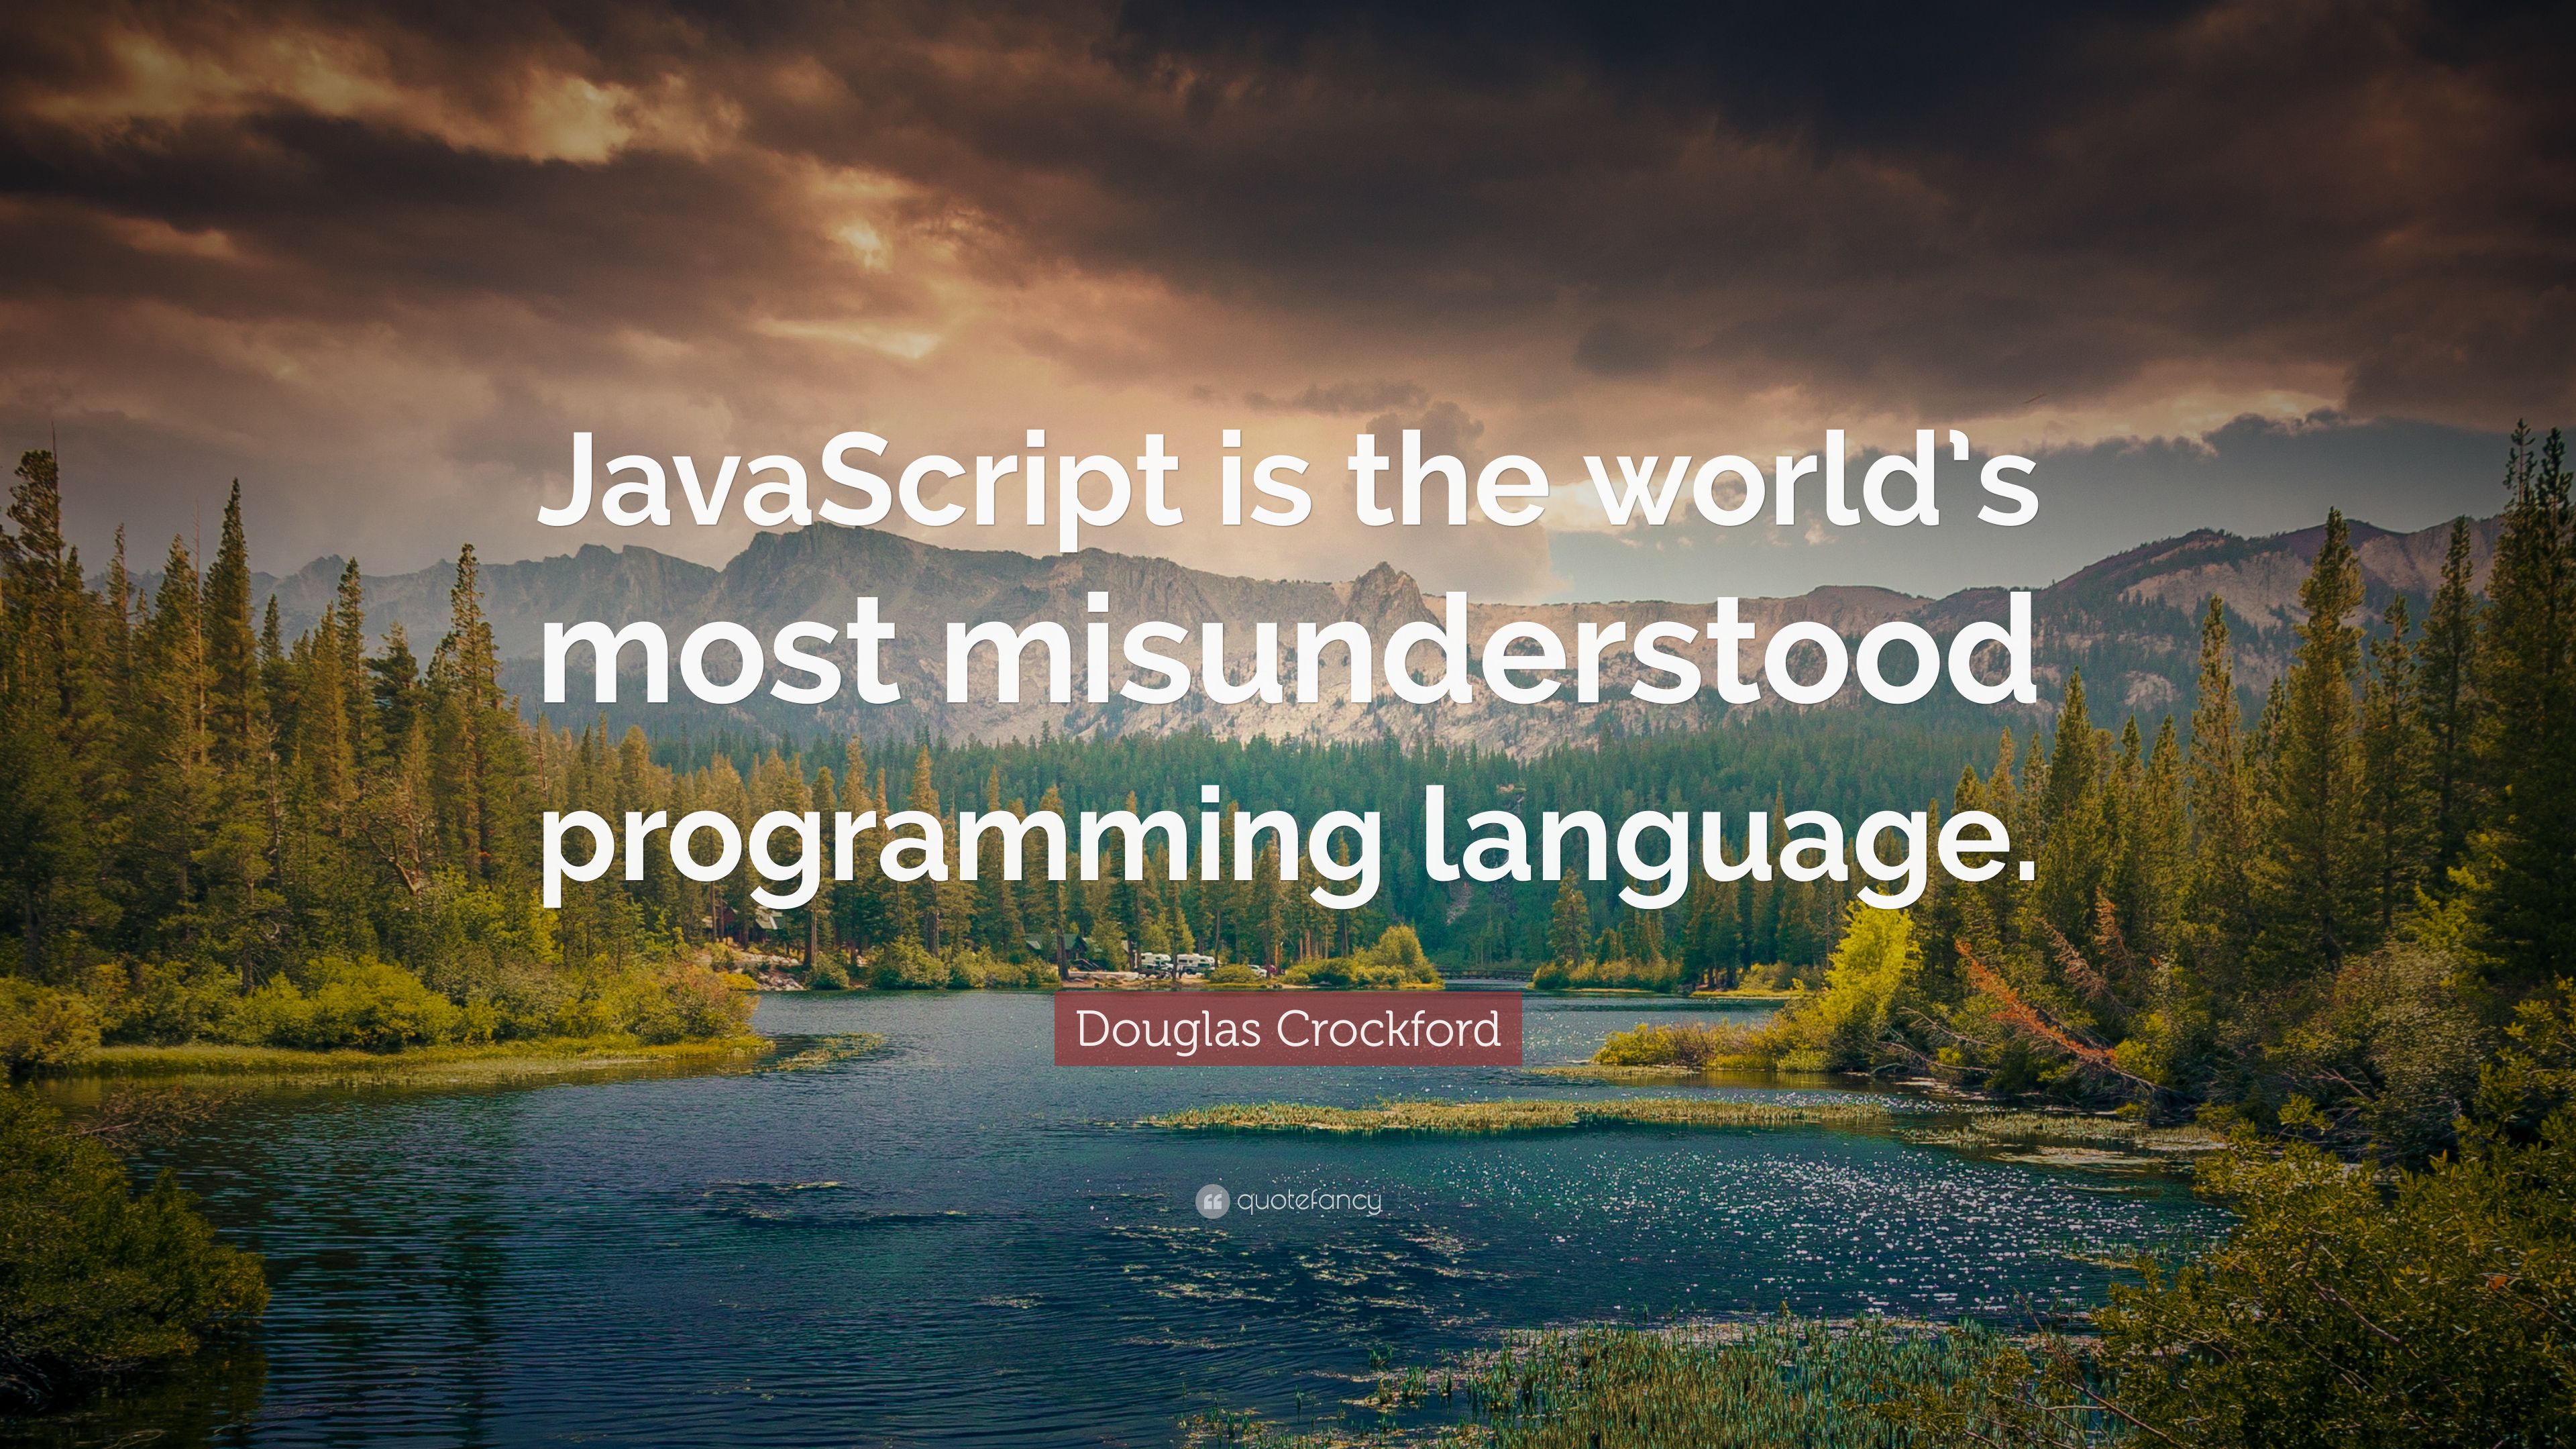 JavaScript is the world’s
most misunderstood
programming language.
Douglas Crockford
quotefancy